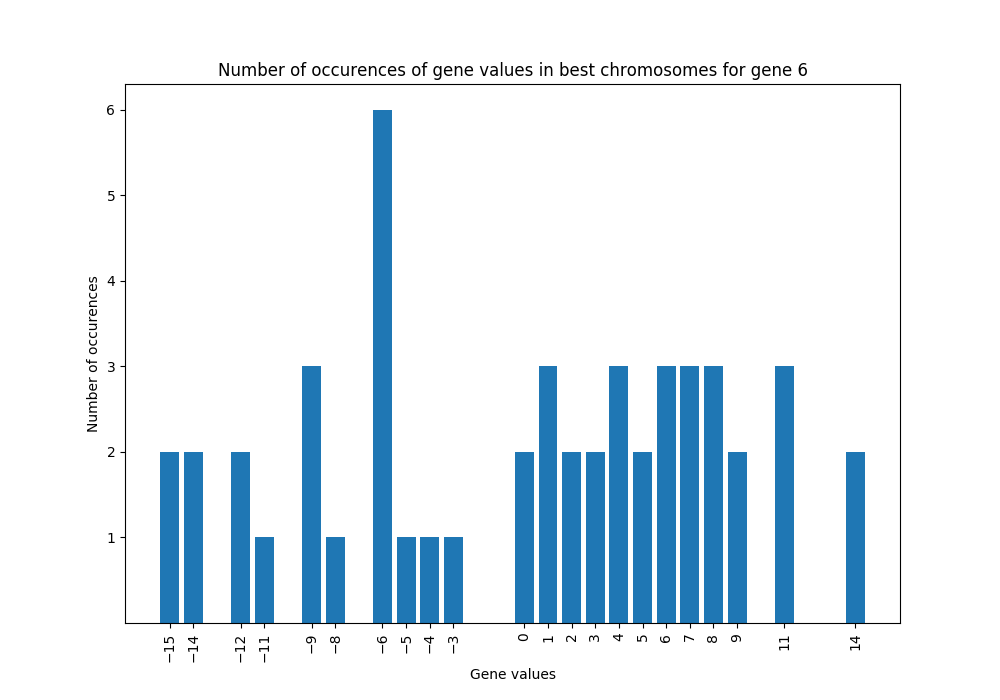 Number of occurences of gene values in best chromosomes for gene 6
Number of occurences
6
5
4
3
2
1
−15 −14 −12 −11 −9 −8 −6 −5 −4 −3 0 1 2 3 4 5 6 7 8 9 11 14
Gene values